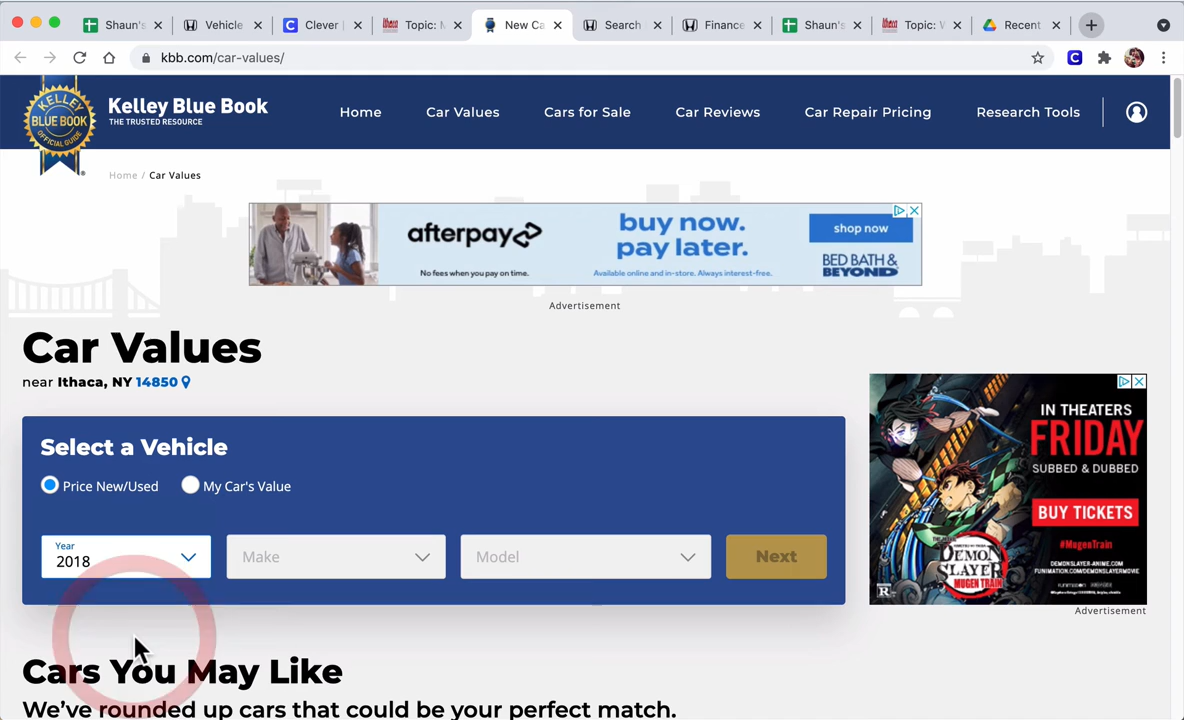 Shaun's
Vehicle
Clever
Topic: M
New Ca
Search
Finance
Shaun's
Topic: V
Recent
kbb.com/car-values/
KELLEY
BLUE BOOK
OFFICIAL GUIDE
Kelley Blue Book
THE TRUSTED RESOURCE
Home
Car Values
Cars for Sale
Car Reviews
Car Repair Pricing
Research Tools
Home / Car Values
afterpay
No fees when you pay on time.
buy now.
pay later.
Available online and in-store. Always interest-free.
shop now
BED BATH &
BEYOND
Advertisement
Car Values
near Ithaca, NY 14850
Select a Vehicle
Price New/Used
My Car's Value
Year
2018
Make
Model
Next
IN THEATERS
FRIDAY
SUBBED & DUBBED
BUY TICKETS
#MugenTrain
DEMONSLAYER-ANIME.COM
FUNIMATION.COM/DEMONSLAYERMOVIE
DEMON
SLAYER
MUGEN TRAIN
R
Advertisement
Cars You May Like
We've rounded up cars that could be your perfect match.